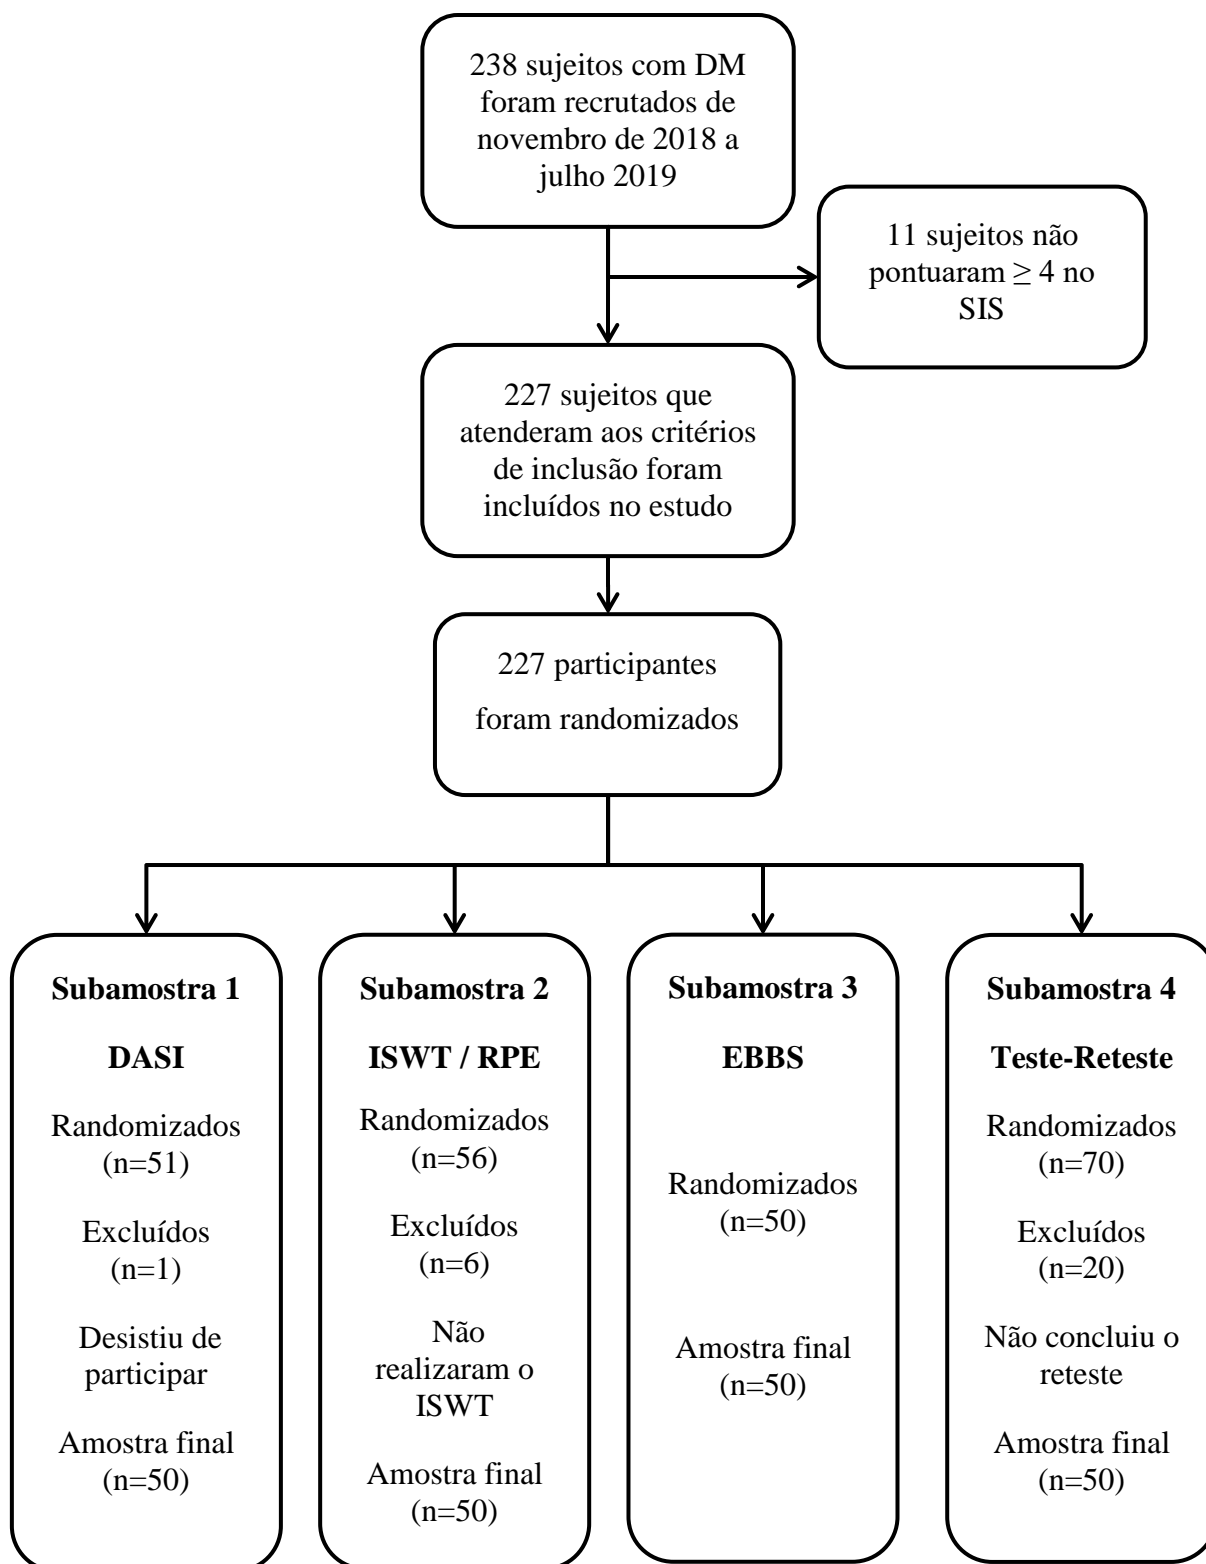 238 sujeitos com DM
foram recrutados de
novembro de 2018 a
julho 2019
11 sujeitos não
pontuaram ≥ 4 no
SIS
227 sujeitos que
atenderam aos critérios
de inclusão foram
incluídos no estudo
227 participantes
foram randomizados
Subamostra 1
DASI
Randomizados
(n=51)
Excluídos
(n=1)
Desistiu de
participar
Amostra final
(n=50)
Subamostra 2
ISWT / RPE
Randomizados
(n=56)
Excluídos
(n=6)
Não
realizaram o
ISWT
Amostra final
(n=50)
Subamostra 3
EBBS
Randomizados
(n=50)
Amostra final
(n=50)
Subamostra 4
Teste-Reteste
Randomizados
(n=70)
Excluídos
(n=20)
Não concluiu o
reteste
Amostra final
(n=50)